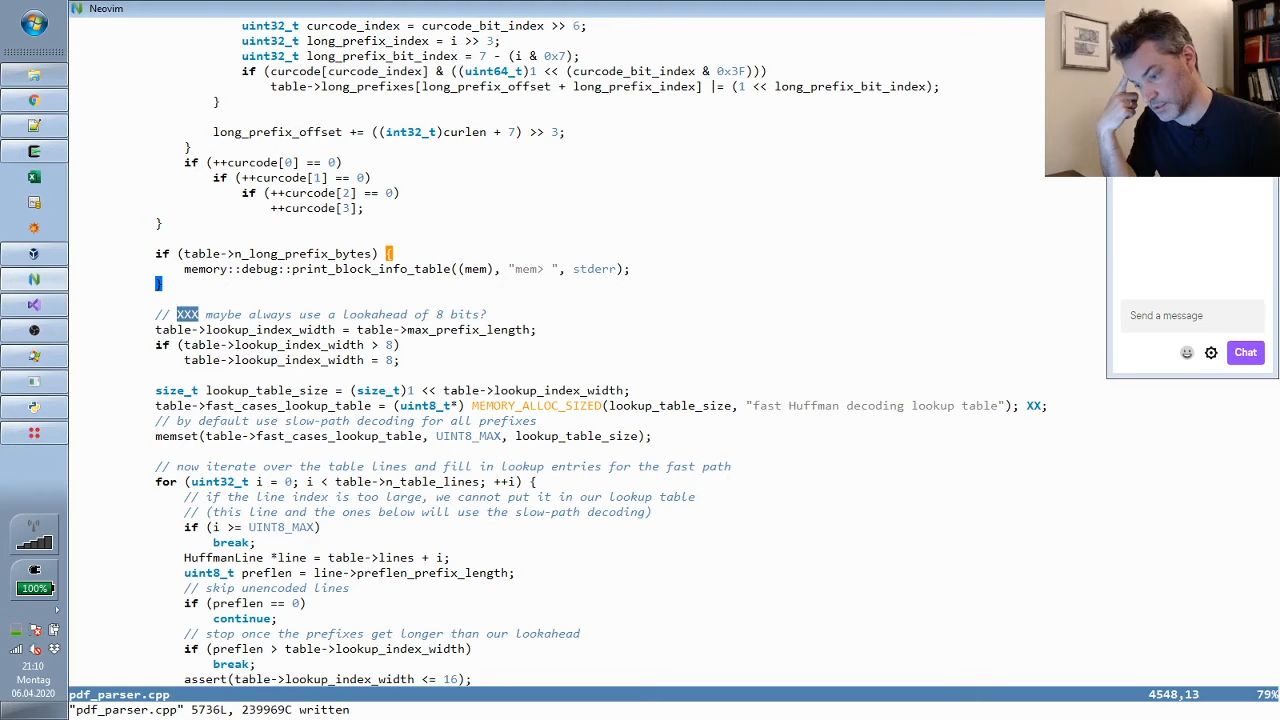 Neovim
uint32_t curcode_index = curcode_bit_index >> 6;
uint32_t long_prefix_index = i >> 3;
uint32_t long_prefix_bit_index = 7 - (i & 0x7);
if (curcode[curcode_index] & ((uint64_t)1 << (curcode_bit_index & 0x3F)))
table->long_prefixes[long_prefix_offset + long_prefix_index] |= (1 << long_prefix_bit_index);
}
long_prefix_offset += ((int32_t)curlen + 7) >> 3;
}
if (++curcode[0] == 0)
if (++curcode[1] == 0)
if (++curcode[2] == 0)
++curcode[3];
}
if (table->n_long_prefix_bytes) {
memory::debug::print_block_info_table((mem), "mem> ", stderr);
}
// XXX maybe always use a lookahead of 8 bits?
table->lookup_index_width = table->max_prefix_length;
if (table->lookup_index_width > 8)
table->lookup_index_width = 8;
size_t lookup_table_size = (size_t)1 << table->lookup_index_width;
table->fast_cases_lookup_table = (uint8_t*) MEMORY_ALLOC_SIZED(lookup_table_size, "fast Huffman decoding lookup table"); XX;
// by default use slow-path decoding for all prefixes
memset(table->fast_cases_lookup_table, UINT8_MAX, lookup_table_size);
// now iterate over the table lines and fill in lookup entries for the fast path
for (uint32_t i = 0; i < table->n_table_lines; ++i) {
// if the line index is too large, we cannot put it in our lookup table
// (this line and the ones below will use the slow-path decoding)
if (i >= UINT8_MAX)
break;
HuffmanLine *line = table->lines + i;
uint8_t preflen = line->preflen_prefix_length;
// skip unencoded lines
if (preflen == 0)
continue;
// stop once the prefixes get longer than our lookahead
if (preflen > table->lookup_index_width)
break;
assert(table->lookup_index_width <= 16);
pdf_parser.cpp 4548,13 79%
"pdf_parser.cpp" 5736L, 239969C written
Send a message
Chat
100%
21:10
Montag
06.04.2020